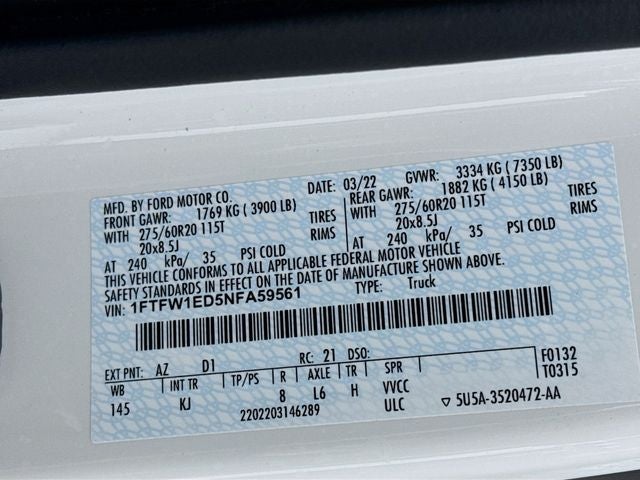 MFD. BY FORD MOTOR CO.
DATE: 03/22 GVWR: 3334 KG ( 7350 LB)
FRONT GAWR: 1769 KG ( 3900 LB) REAR GAWR: 1882 KG ( 4150 LB)
WITH 275/60R20 115T TIRES WITH 275/60R20 115T TIRES
20x8.5J RIMS 20x8.5J RIMS
AT 240 kPa/ 35 PSI COLD AT 240 kPa/ 35 PSI COLD
THIS VEHICLE CONFORMS TO ALL APPLICABLE FEDERAL MOTOR VEHICLE
SAFETY STANDARDS IN EFFECT ON THE DATE OF MANUFACTURE SHOWN ABOVE.
VIN: 1FTFW1ED5NFA59561 TYPE: Truck
EXT PNT: AZ D1 RC: 21 DSO:
WB INT TR TP/PS R AXLE TR SPR
145 KJ 8 L6 H VVCC
ULC
F0132
T0315
2202203146289
▽ 5U5A-3520472-AA